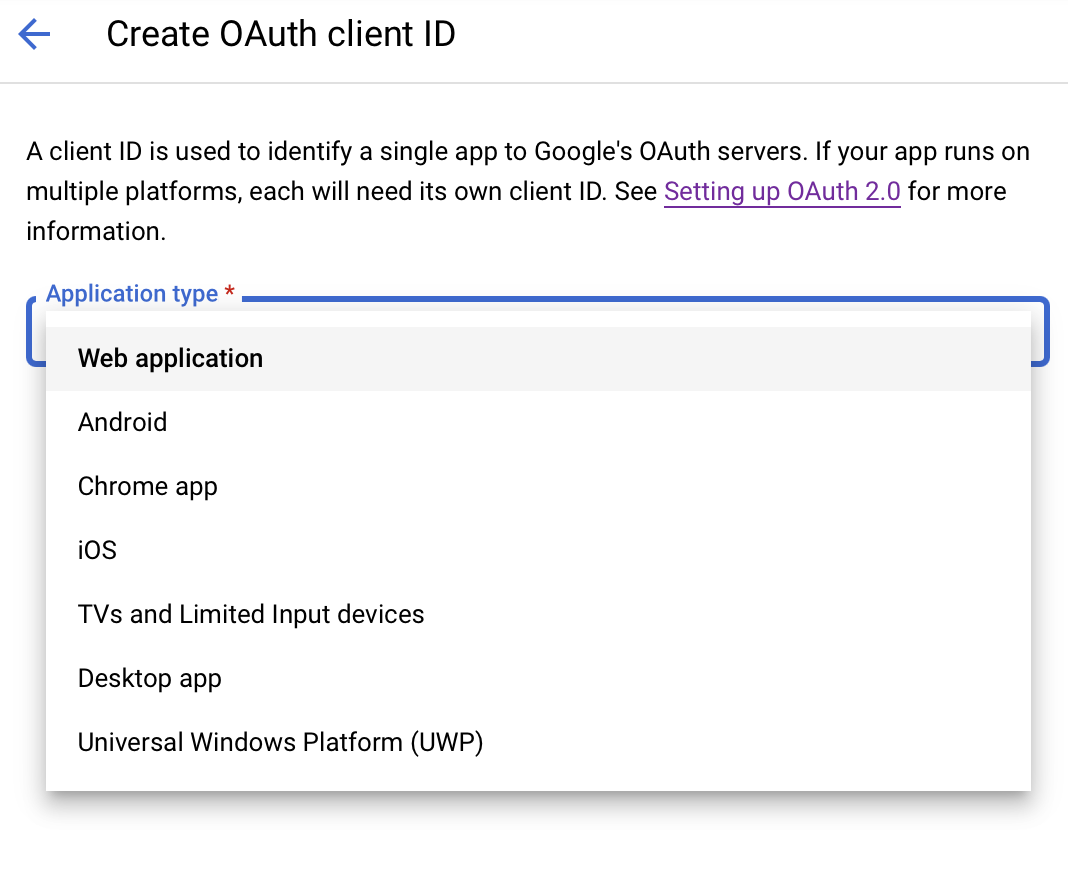 Create OAuth client ID
A client ID is used to identify a single app to Google's OAuth servers. If your app runs on
multiple platforms, each will need its own client ID. See Setting up OAuth 2.0 for more
information.
Application type *
Web application
Android
Chrome app
iOS
TVs and Limited Input devices
Desktop app
Universal Windows Platform (UWP)